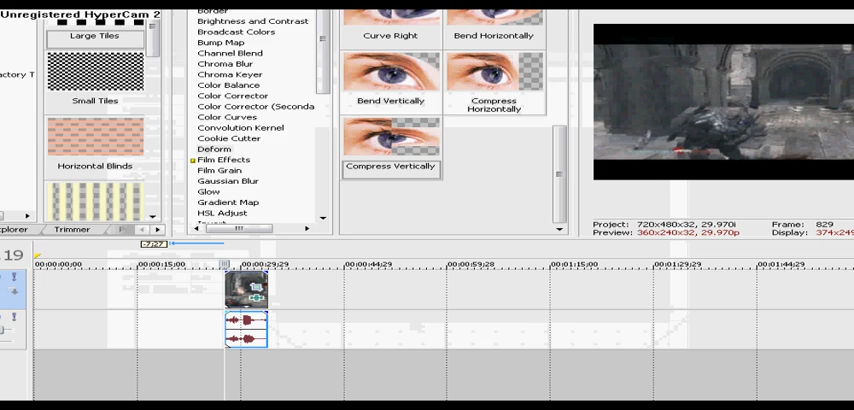 Unregistered HyperCam 2
Large Tiles
Small Tiles
Horizontal Blinds
actory T
plorer
Trimmer
Border
Brightness and Contrast
Broadcast Colors
Bump Map
Channel Blend
Chroma Blur
Chroma Keyer
Color Balance
Color Corrector
Color Corrector (Seconda
Color Curves
Convolution Kernel
Cookie Cutter
Deform
Film Effects
Film Grain
Gaussian Blur
Glow
Gradient Map
HSL Adjust
Curve Right
Bend Horizontally
Bend Vertically
Compress
Horizontally
Compress Vertically
Project: 720x480x32, 29.970i
Frame: 829
Preview: 360x240x32, 29.970p
Display: 374x249
-7;27
19
00;00;00;00
00;00;15;00
00;00;29;29
00;00;44;29
00;00;59;28
00;01;15;00
00;01;29;29
00;01;44;29